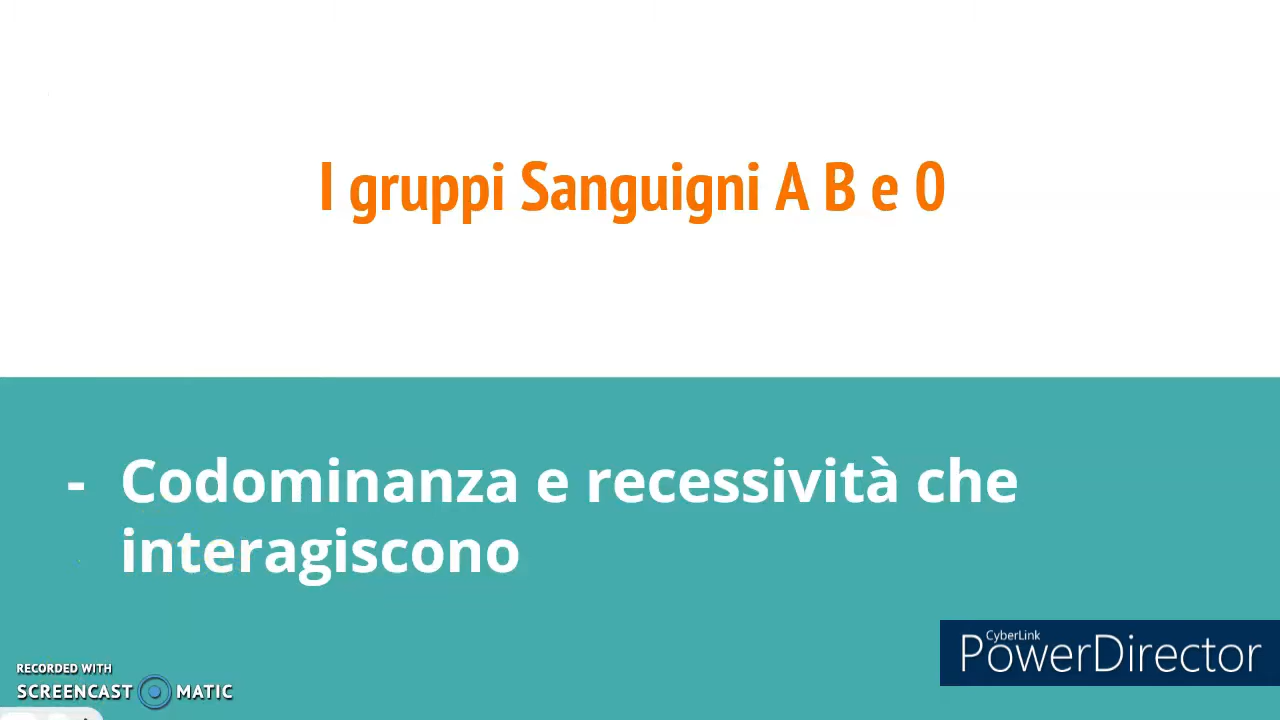 I gruppi Sanguigni A B e 0
- Codominanza e recessività che
interagiscono
CyberLink
PowerDirector
RECORDED WITH
SCREENCAST MATIC